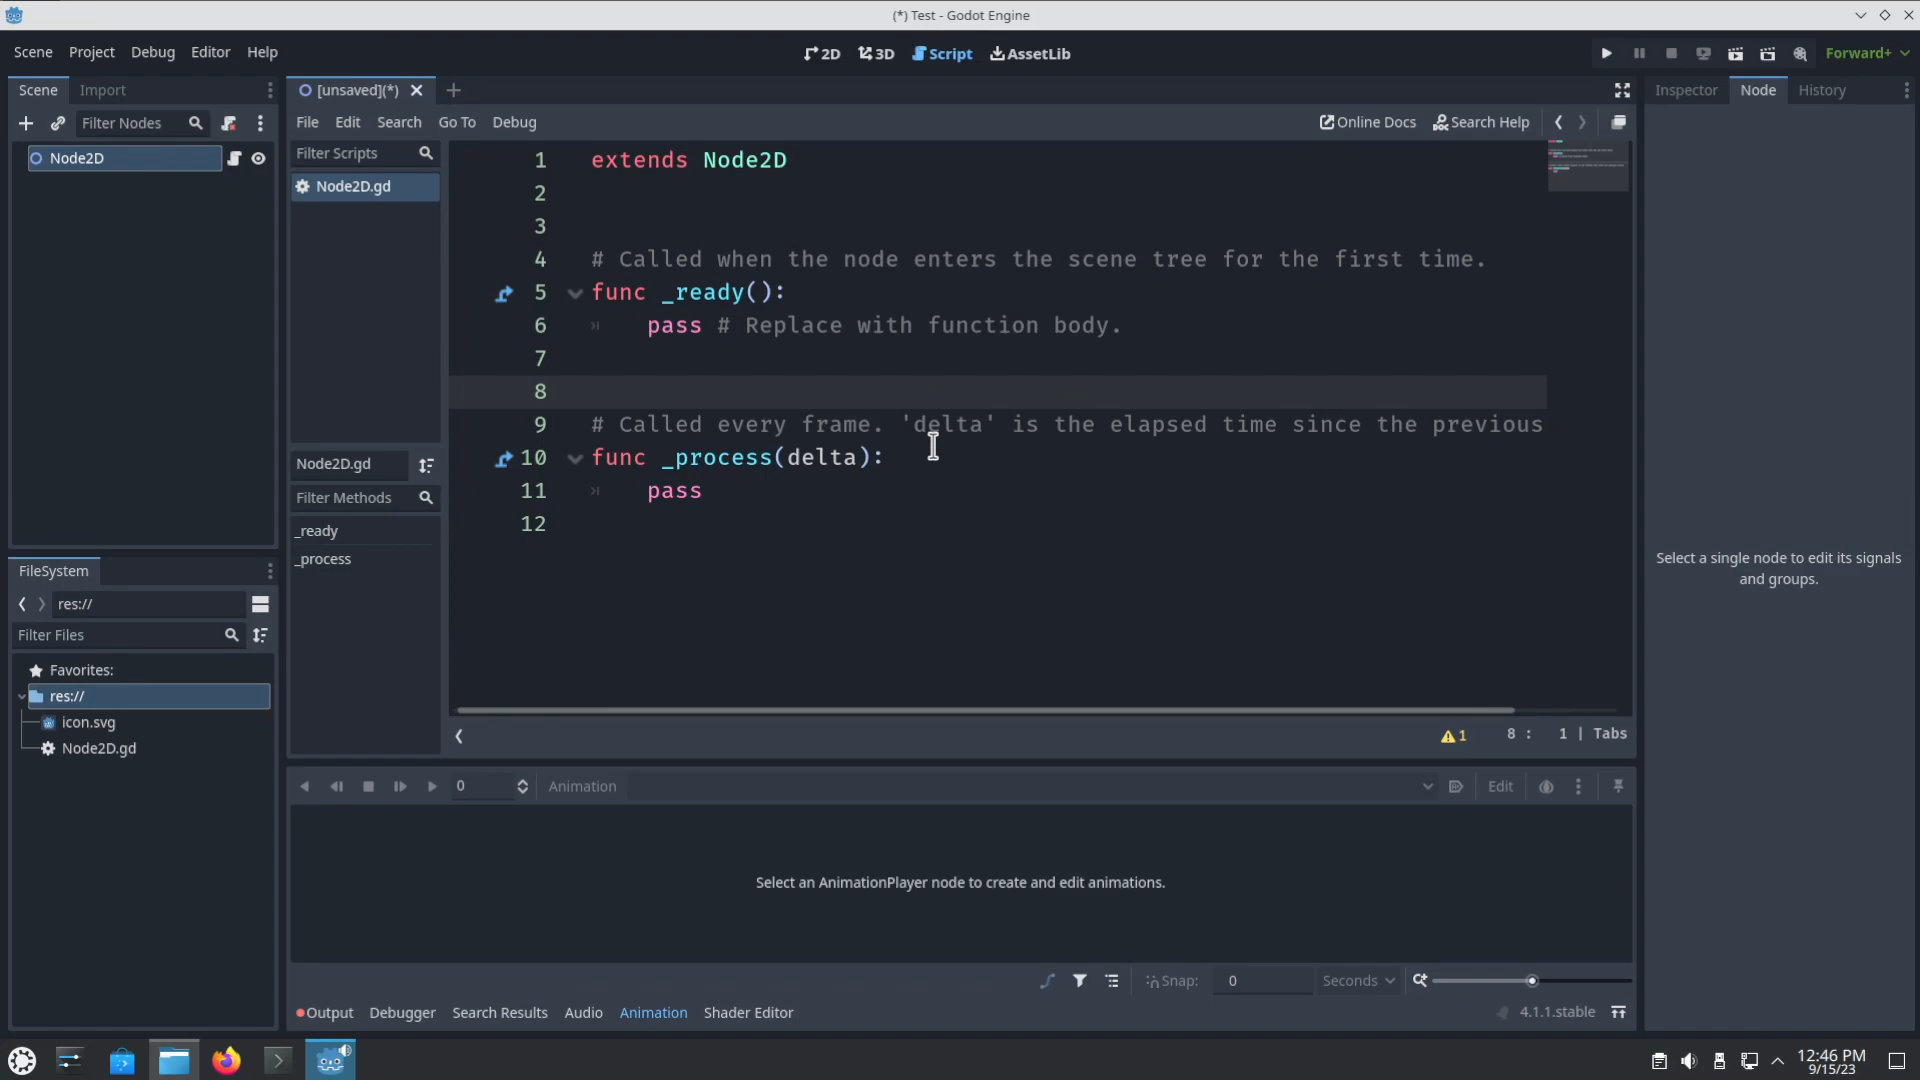 (*) Test - Godot Engine
Scene Project Debug Editor Help
2D 3D Script AssetLib
Forward+
Scene Import
Filter Nodes
Node2D
[unsaved](*)
File Edit Search Go To Debug
Online Docs Search Help
Filter Scripts
Node2D.gd
Node2D.gd
Filter Methods
_ready
_process
1 extends Node2D
2
3
4 # Called when the node enters the scene tree for the first time.
5 func _ready():
6 pass # Replace with function body.
7
8
9 # Called every frame. 'delta' is the elapsed time since the previous
10 func _process(delta):
11 pass
12
1 8 : 1 | Tabs
Inspector Node History
Select a single node to edit its signals
and groups.
FileSystem
res://
Filter Files
Favorites:
res://
icon.svg
Node2D.gd
0 Animation Edit
Select an AnimationPlayer node to create and edit animations.
Snap: 0 Seconds
Output Debugger Search Results Audio Animation Shader Editor
4.1.1.stable
12:46 PM
9/15/23